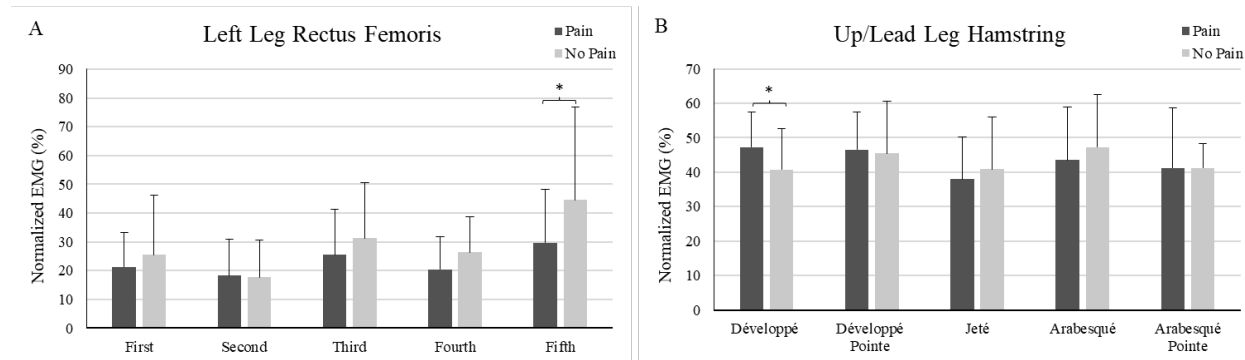 A
Left Leg Rectus Femoris
Pain
No Pain
Normalized EMG (%)
90
80
70
60
50
40
30
20
10
0
*
First
Second
Third
Fourth
Fifth
B
Up/Lead Leg Hamstring
Pain
No Pain
Normalized EMG (%)
70
60
50
40
30
20
10
0
*
Développé
Développé
Pointe
Jeté
Arabesqué
Arabesqué
Pointe